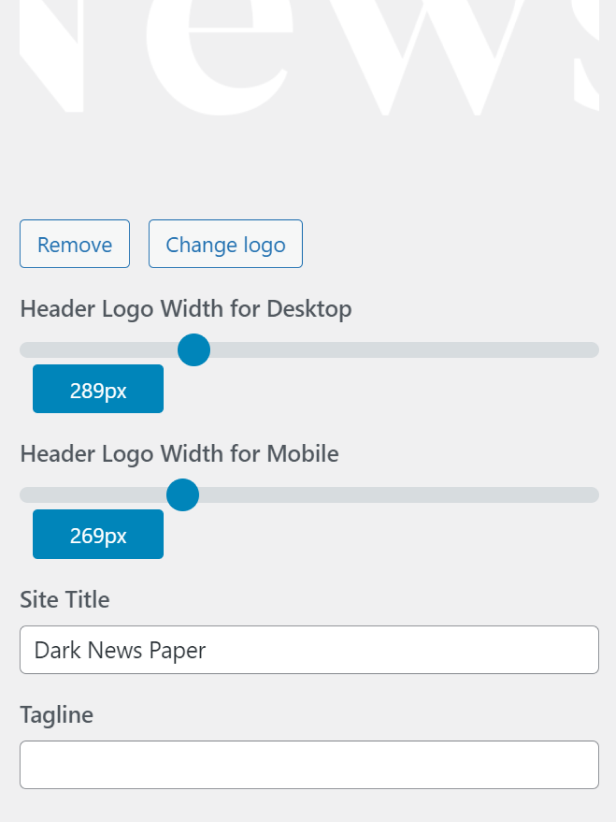 News
Remove Change logo
Header Logo Width for Desktop
289px
Header Logo Width for Mobile
269px
Site Title
Dark News Paper
Tagline